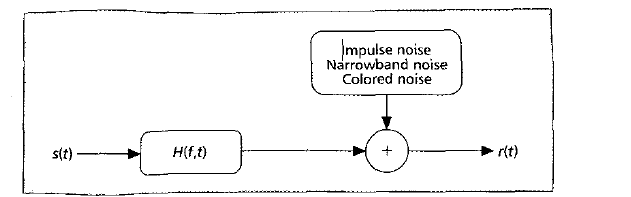 Impulse noise
Narrowband noise
Colored noise
s(t)
H(f,t)
+
r(t)